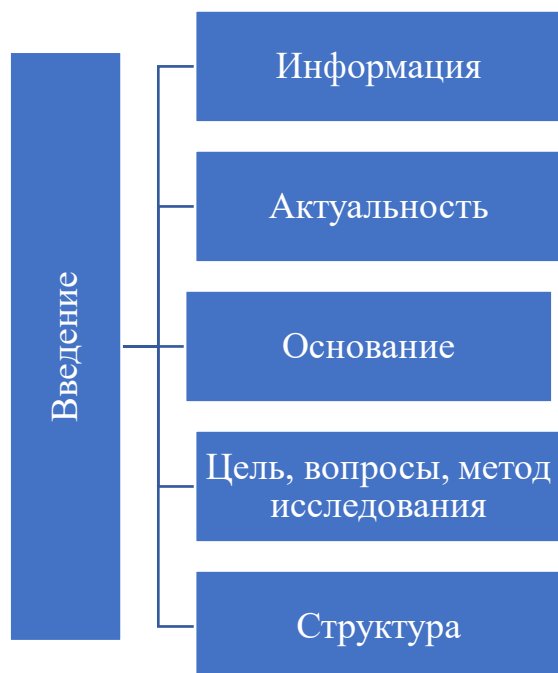 Введение
Информация
Актуальность
Основание
Цель, вопросы, метод
исследования
Структура